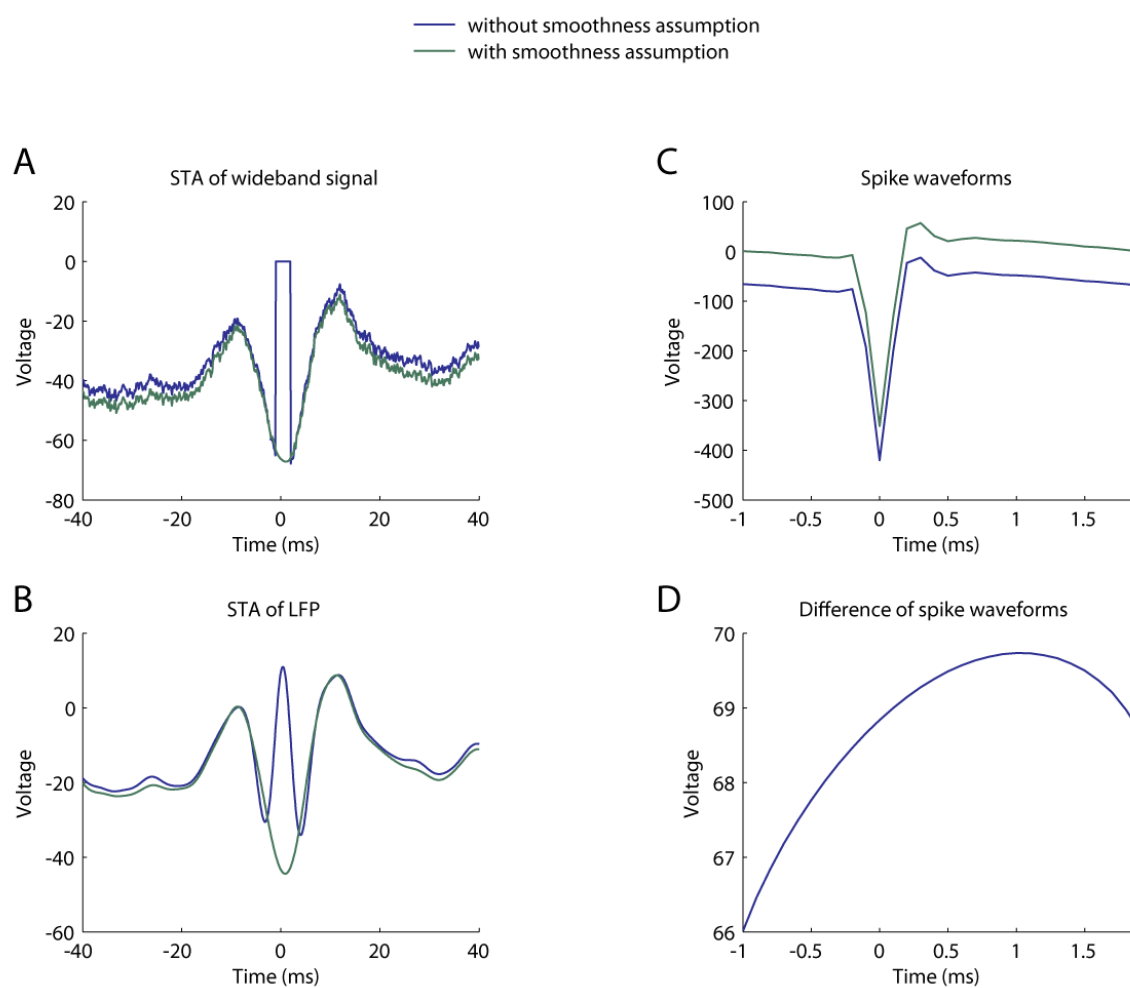 without smoothness assumption
with smoothness assumption
A
STA of wideband signal
20
0
-20
-40
-60
-80
Voltage
-40
-20
0
20
40
Time (ms)
C
Spike waveforms
100
0
-100
-200
-300
-400
-500
Voltage
-1
-0.5
0
0.5
1
1.5
Time (ms)
B
STA of LFP
20
0
-20
-40
-60
Voltage
-40
-20
0
20
40
Time (ms)
D
Difference of spike waveforms
70
69
68
67
66
Voltage
-1
-0.5
0
0.5
1
1.5
Time (ms)